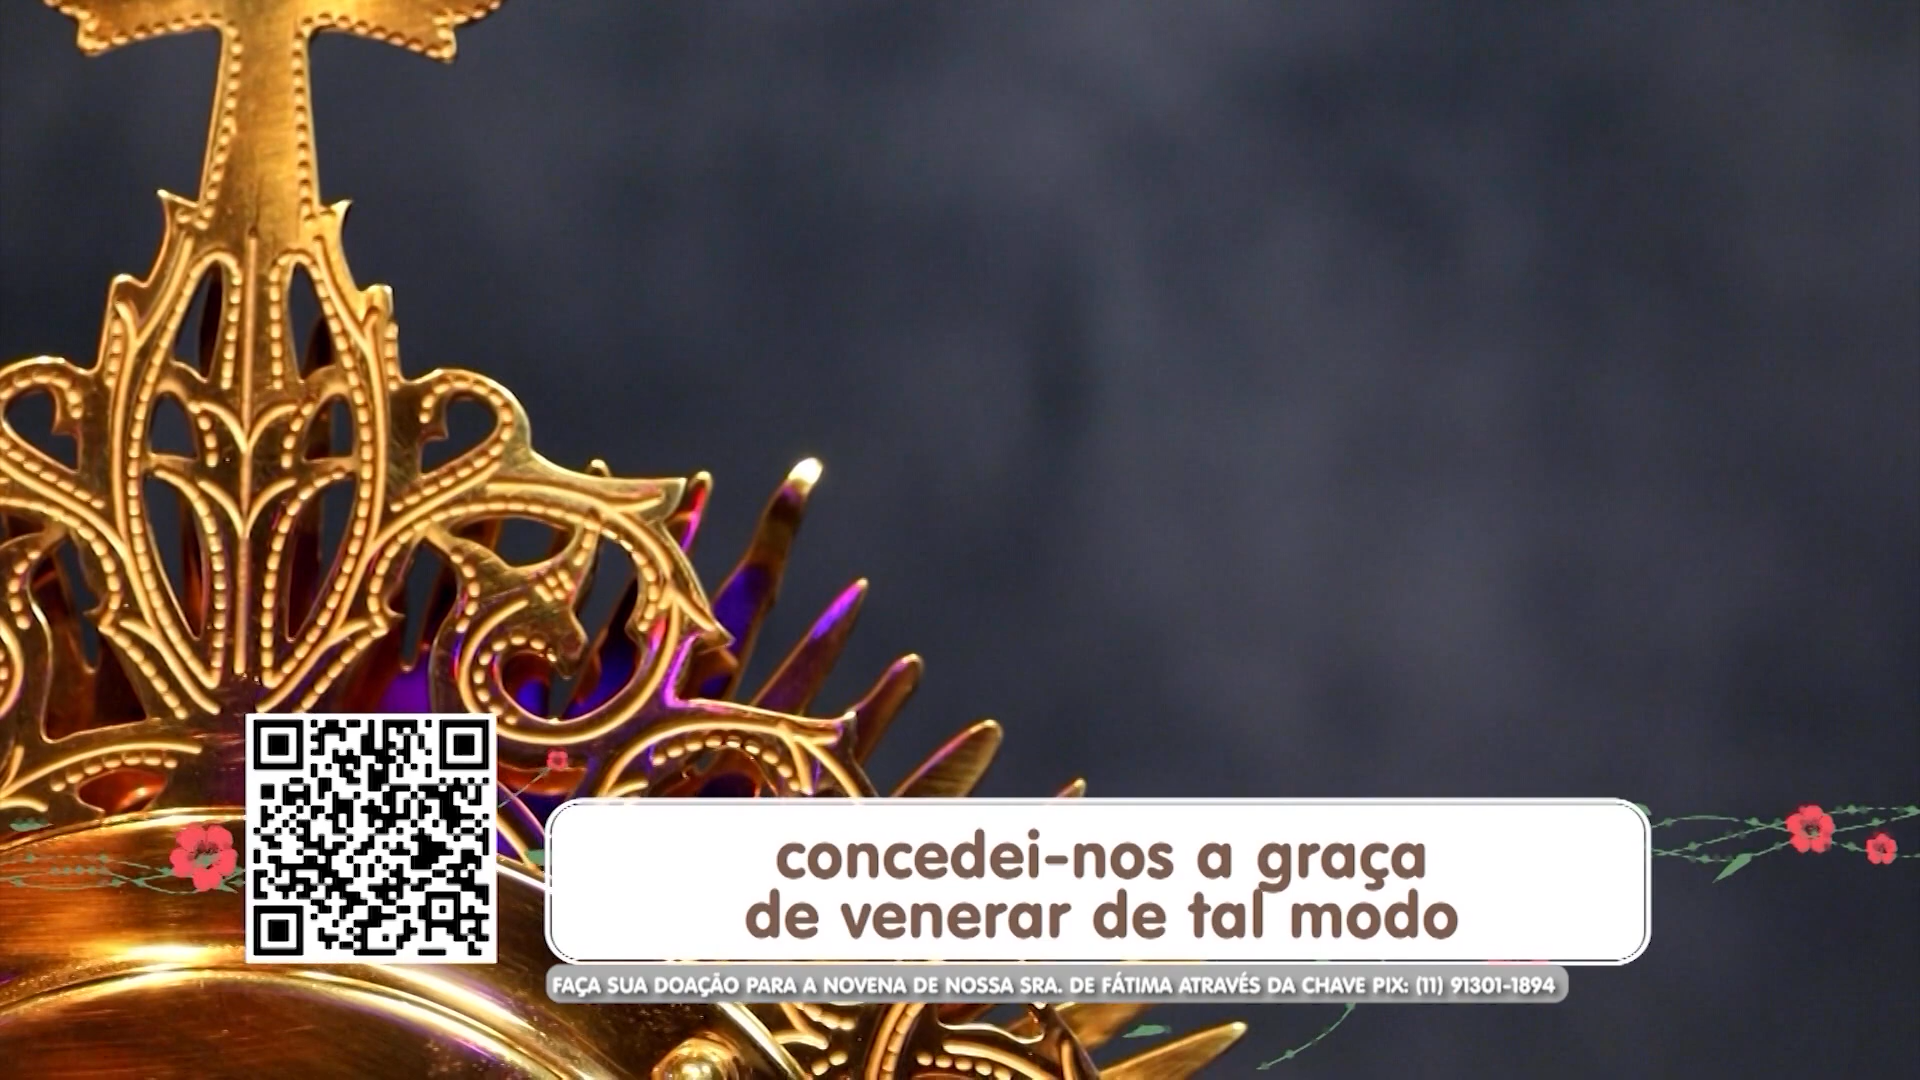 concedei-nos a graça
de venerar de tal modo
FAÇA SUA DOAÇÃO PARA A NOVENA DE NOSSA SRA. DE FÁTIMA ATRAVÉS DA CHAVE PIX: (11) 91301-1894